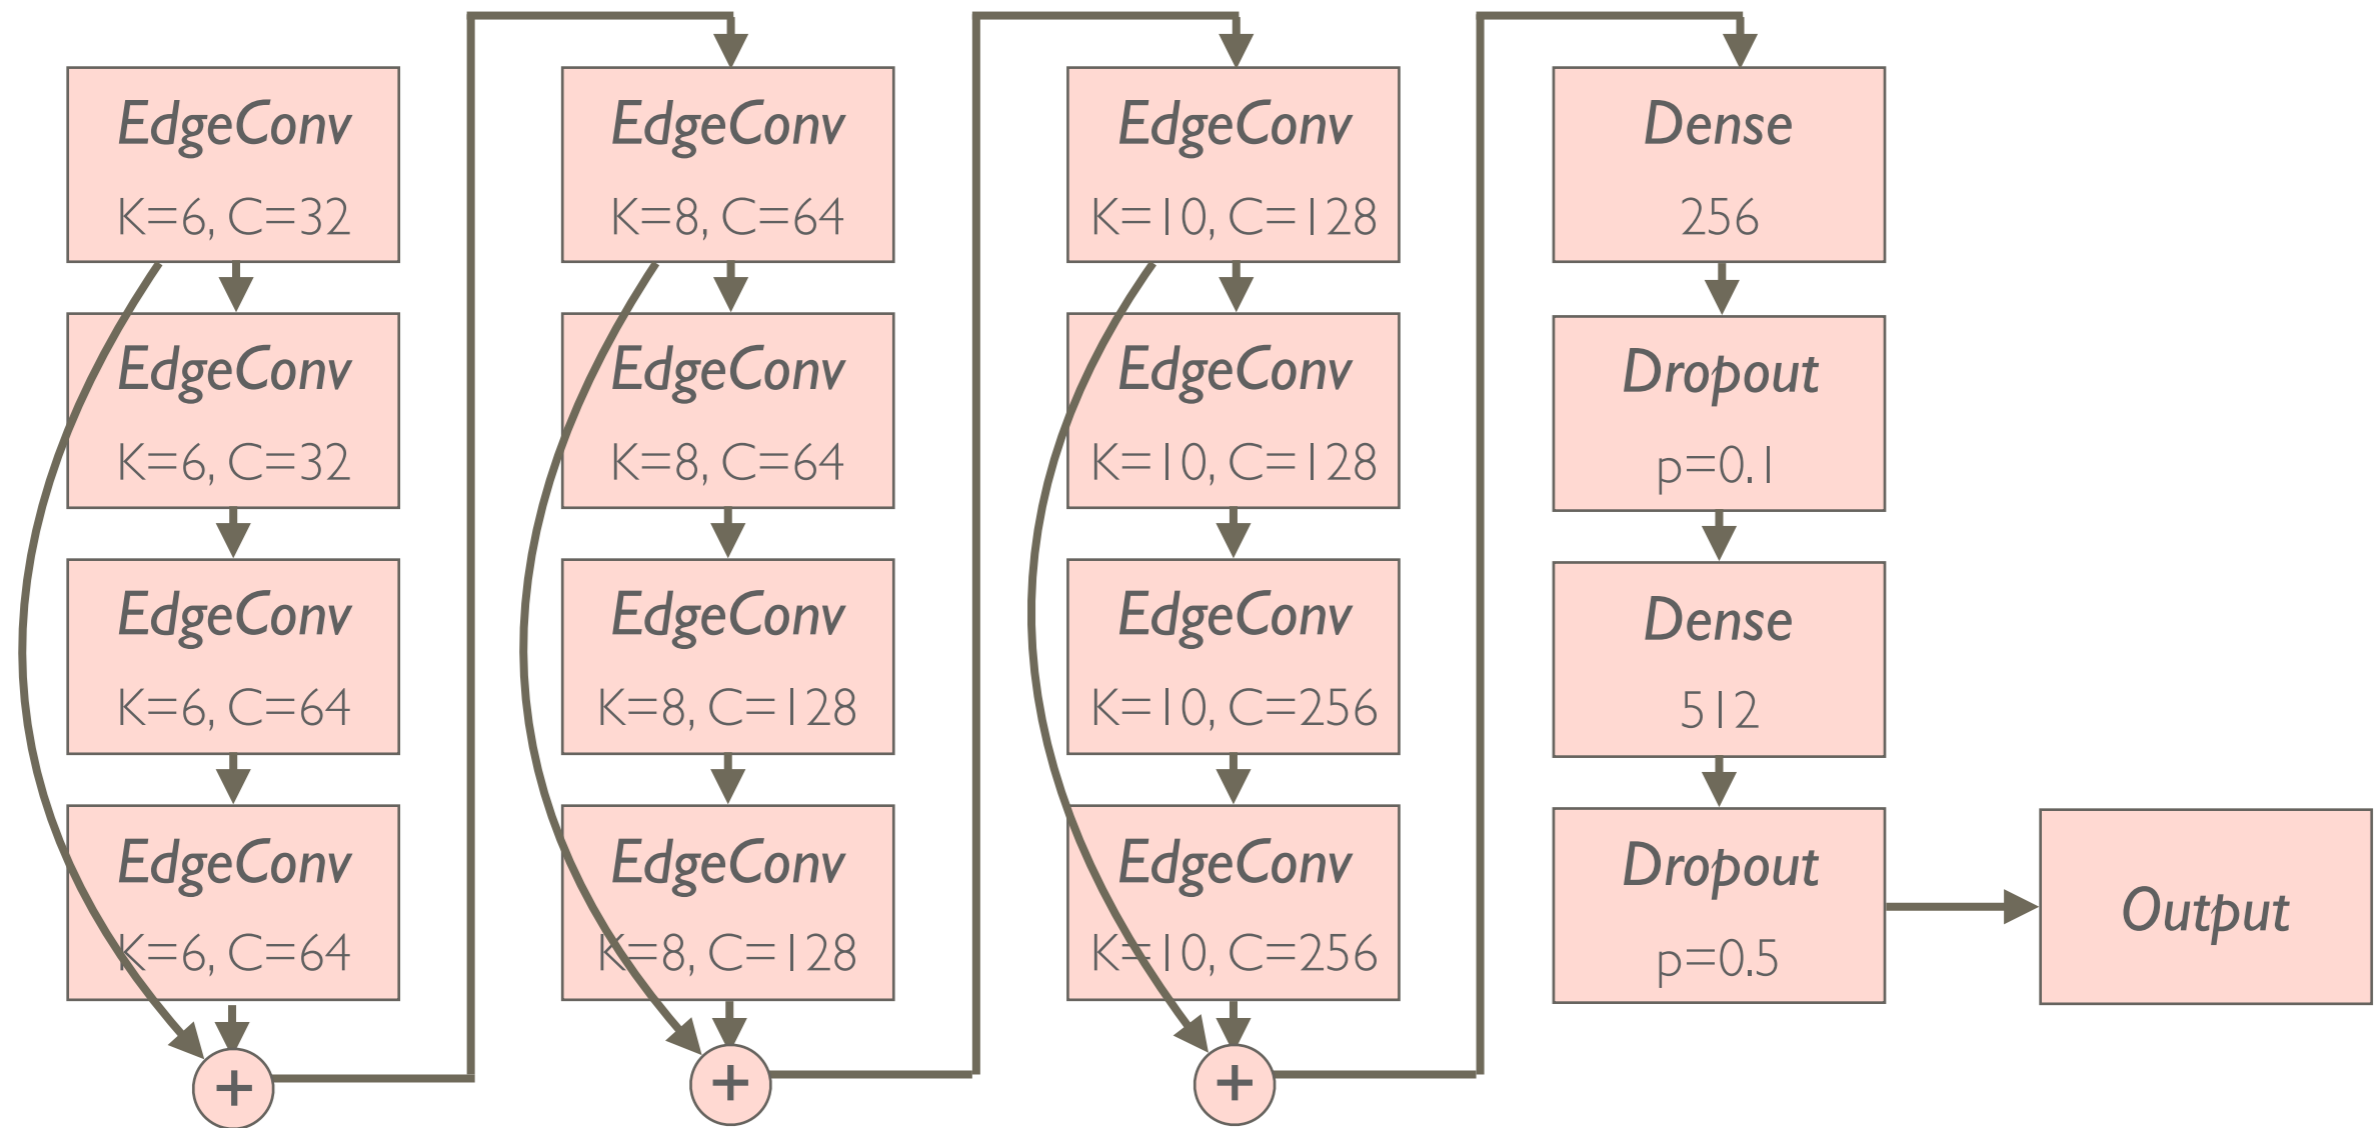 EdgeConv
K=6, C=32
EdgeConv
K=6, C=32
EdgeConv
K=6, C=64
EdgeConv
K=6, C=64
+
EdgeConv
K=8, C=64
EdgeConv
K=8, C=64
EdgeConv
K=8, C=128
EdgeConv
K=8, C=128
+
EdgeConv
K=10, C=128
EdgeConv
K=10, C=128
EdgeConv
K=10, C=256
EdgeConv
K=10, C=256
+
Dense
256
Dropout
p=0.1
Dense
512
Dropout
p=0.5
Output